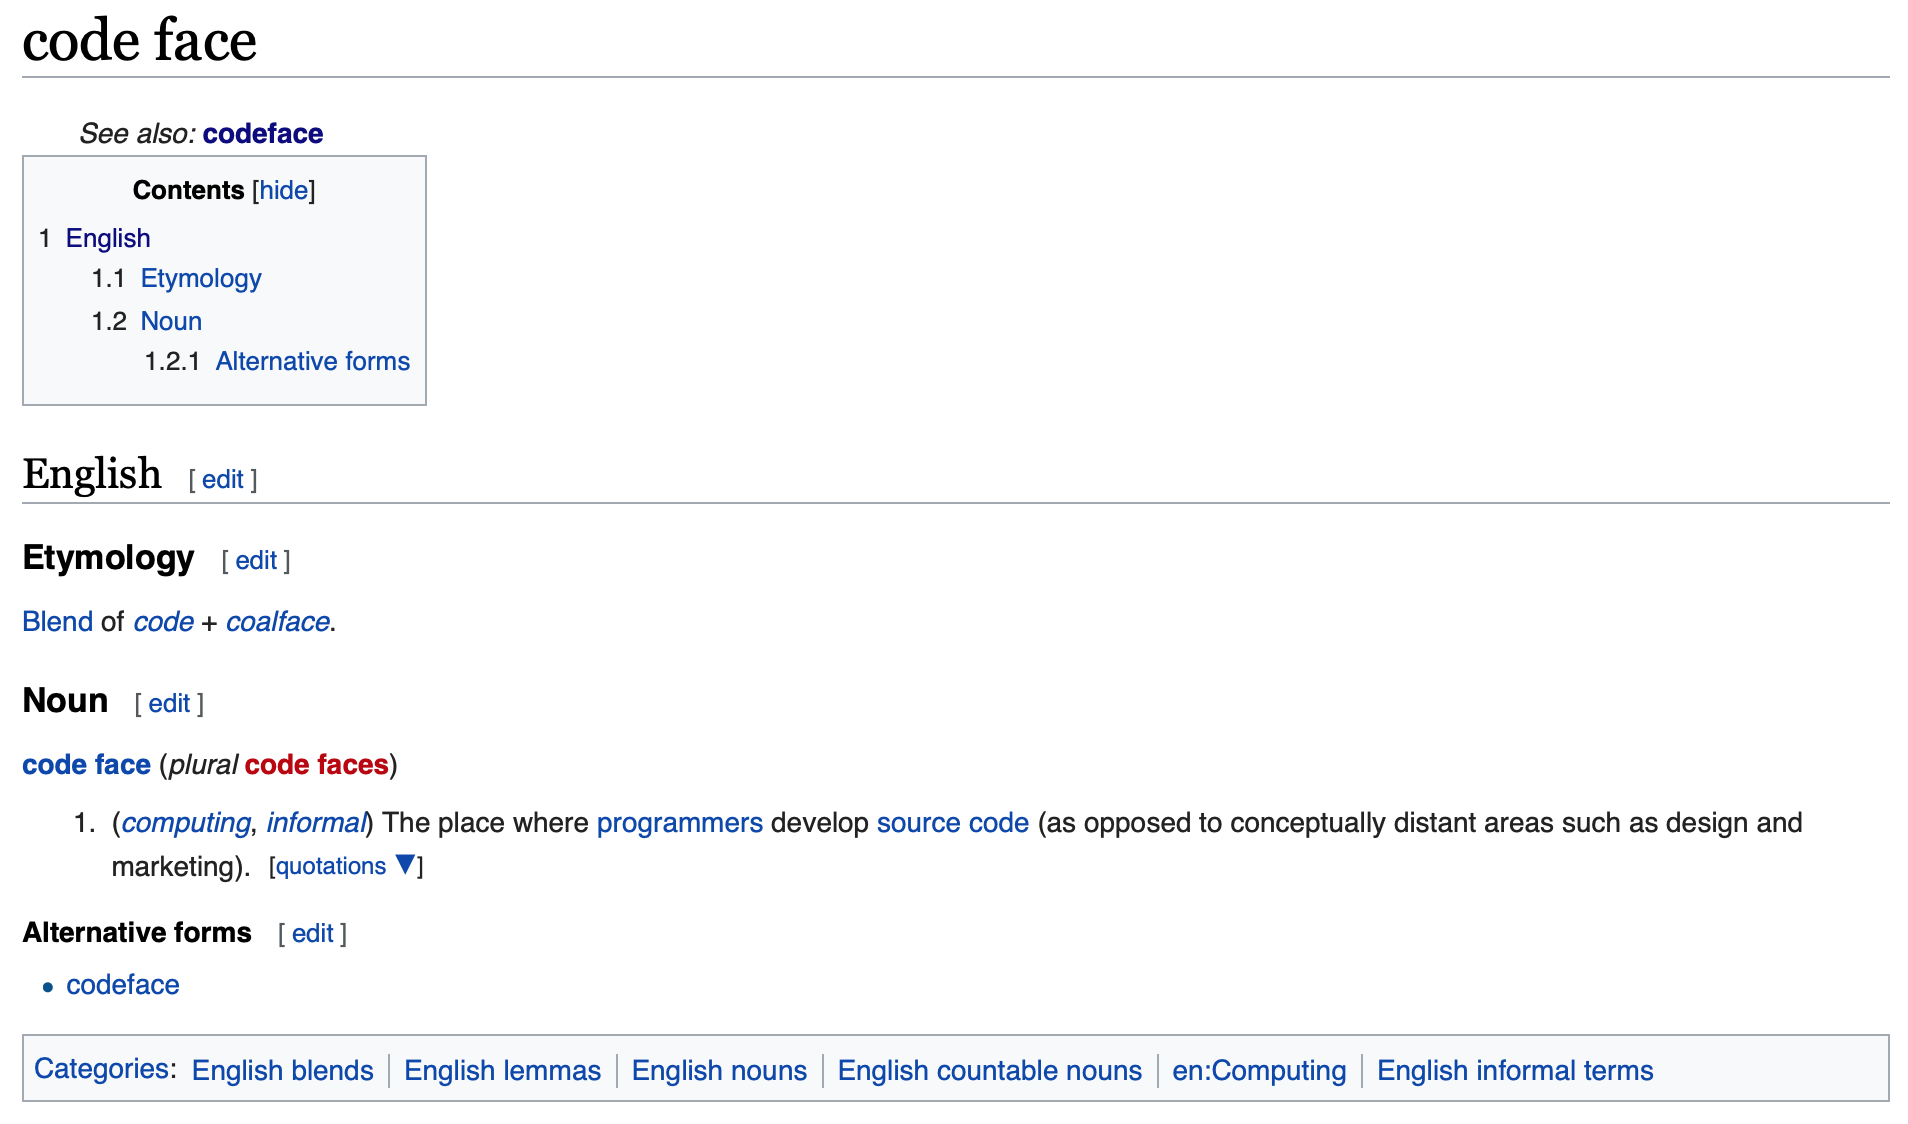 code face
See also: codeface
Contents [hide]
1 English
1.1 Etymology
1.2 Noun
1.2.1 Alternative forms
English [ edit ]
Etymology [ edit ]
Blend of code + coalface.
Noun [ edit ]
code face (plural code faces)
1. (computing, informal) The place where programmers develop source code (as opposed to conceptually distant areas such as design and
marketing). [quotations ▼]
Alternative forms [ edit ]
• codeface
Categories: English blends | English lemmas | English nouns | English countable nouns | en:Computing | English informal terms